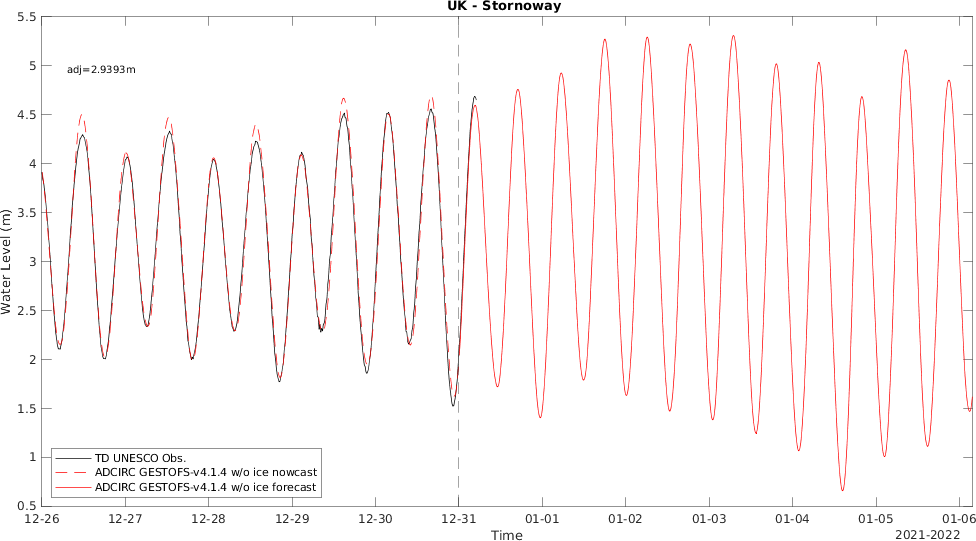 UK - Stornoway
5.5
5
4.5
4
3.5
3
2.5
2
1.5
1
0.5
Water Level (m)
adj=2.9393m
TD UNESCO Obs.
ADCIRC GESTOFS-v4.1.4 w/o ice nowcast
ADCIRC GESTOFS-v4.1.4 w/o ice forecast
12-26 12-27 12-28 12-29 12-30 12-31 01-01 01-02 01-03 01-04 01-05 01-06
Time
2021-2022